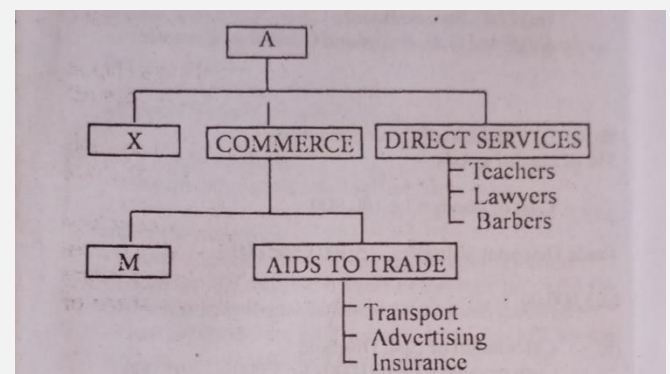 A
X
COMMERCE
DIRECT SERVICES
Teachers
Lawyers
Barbers
M
AIDS TO TRADE
Transport
Advertising
Insurance